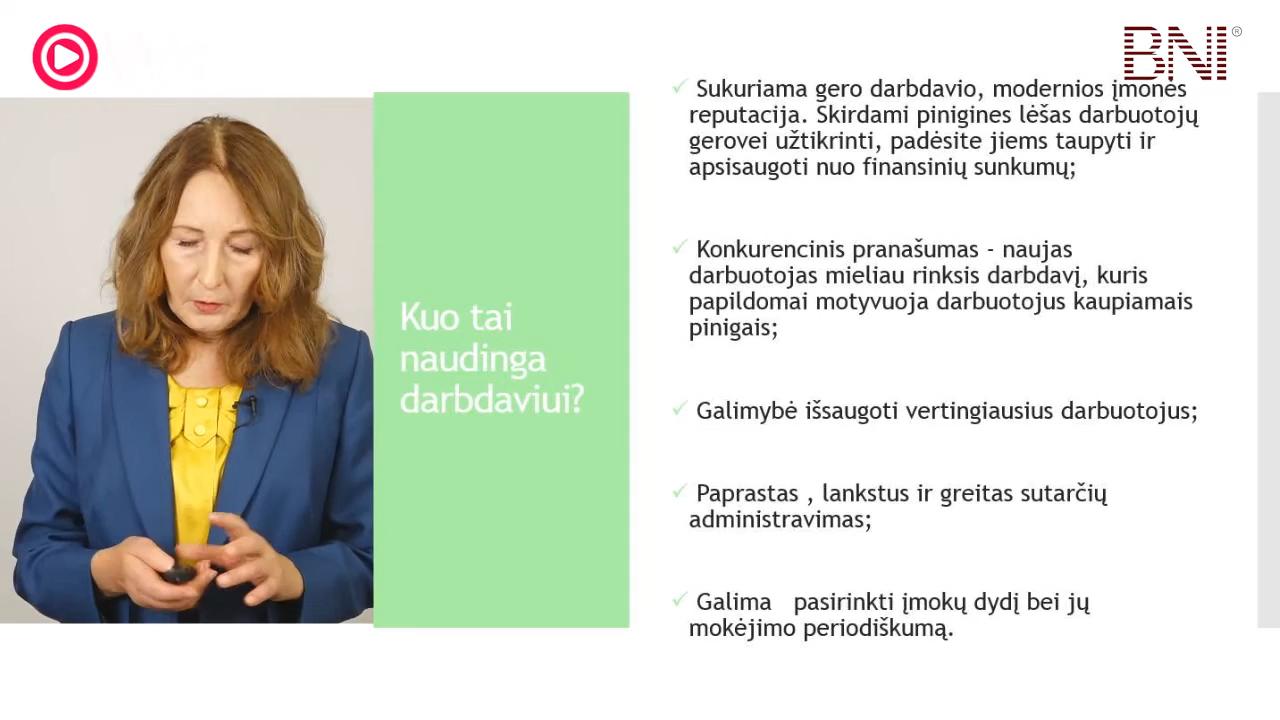 BNI®
Sukuriama gero darbdavio, modernios įmonės
reputacija. Skirdami pinigines lėšas darbuotojų
gerovei užtikrinti, padėsite jiems taupyti ir
apsisaugoti nuo finansinių sunkumų;
Konkurencinis pranašumas - naujas
darbuotojas mieliau rinksis darbdavį, kuris
papildomai motyvuoja darbuotojus kaupiamais
pinigais;
Kuo tai
naudinga
darbdaviui?
Galimybė išsaugoti vertingiausius darbuotojus;
Paprastas , lankstus ir greitas sutarčių
administravimas;
Galima   pasirinkti įmokų dydį bei jų
mokėjimo periodiškumą.